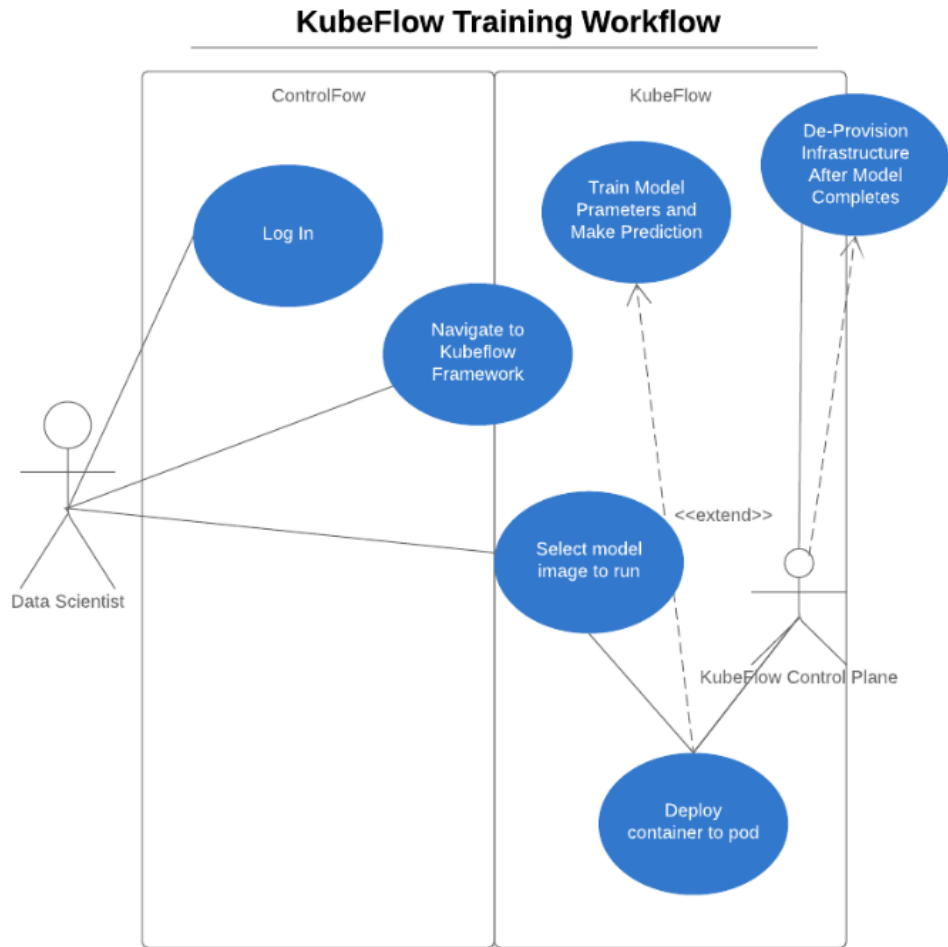 KubeFlow Training Workflow
ControlFow
KubeFlow
De-Provision
Infrastructure
After Model
Completes
Train Model
Prameters and
Make Prediction
Log In
Navigate to
Kubeflow
Framework
<<extend>>
Select model
image to run
Data Scientist
KubeFlow Control Plane
Deploy
container to pod